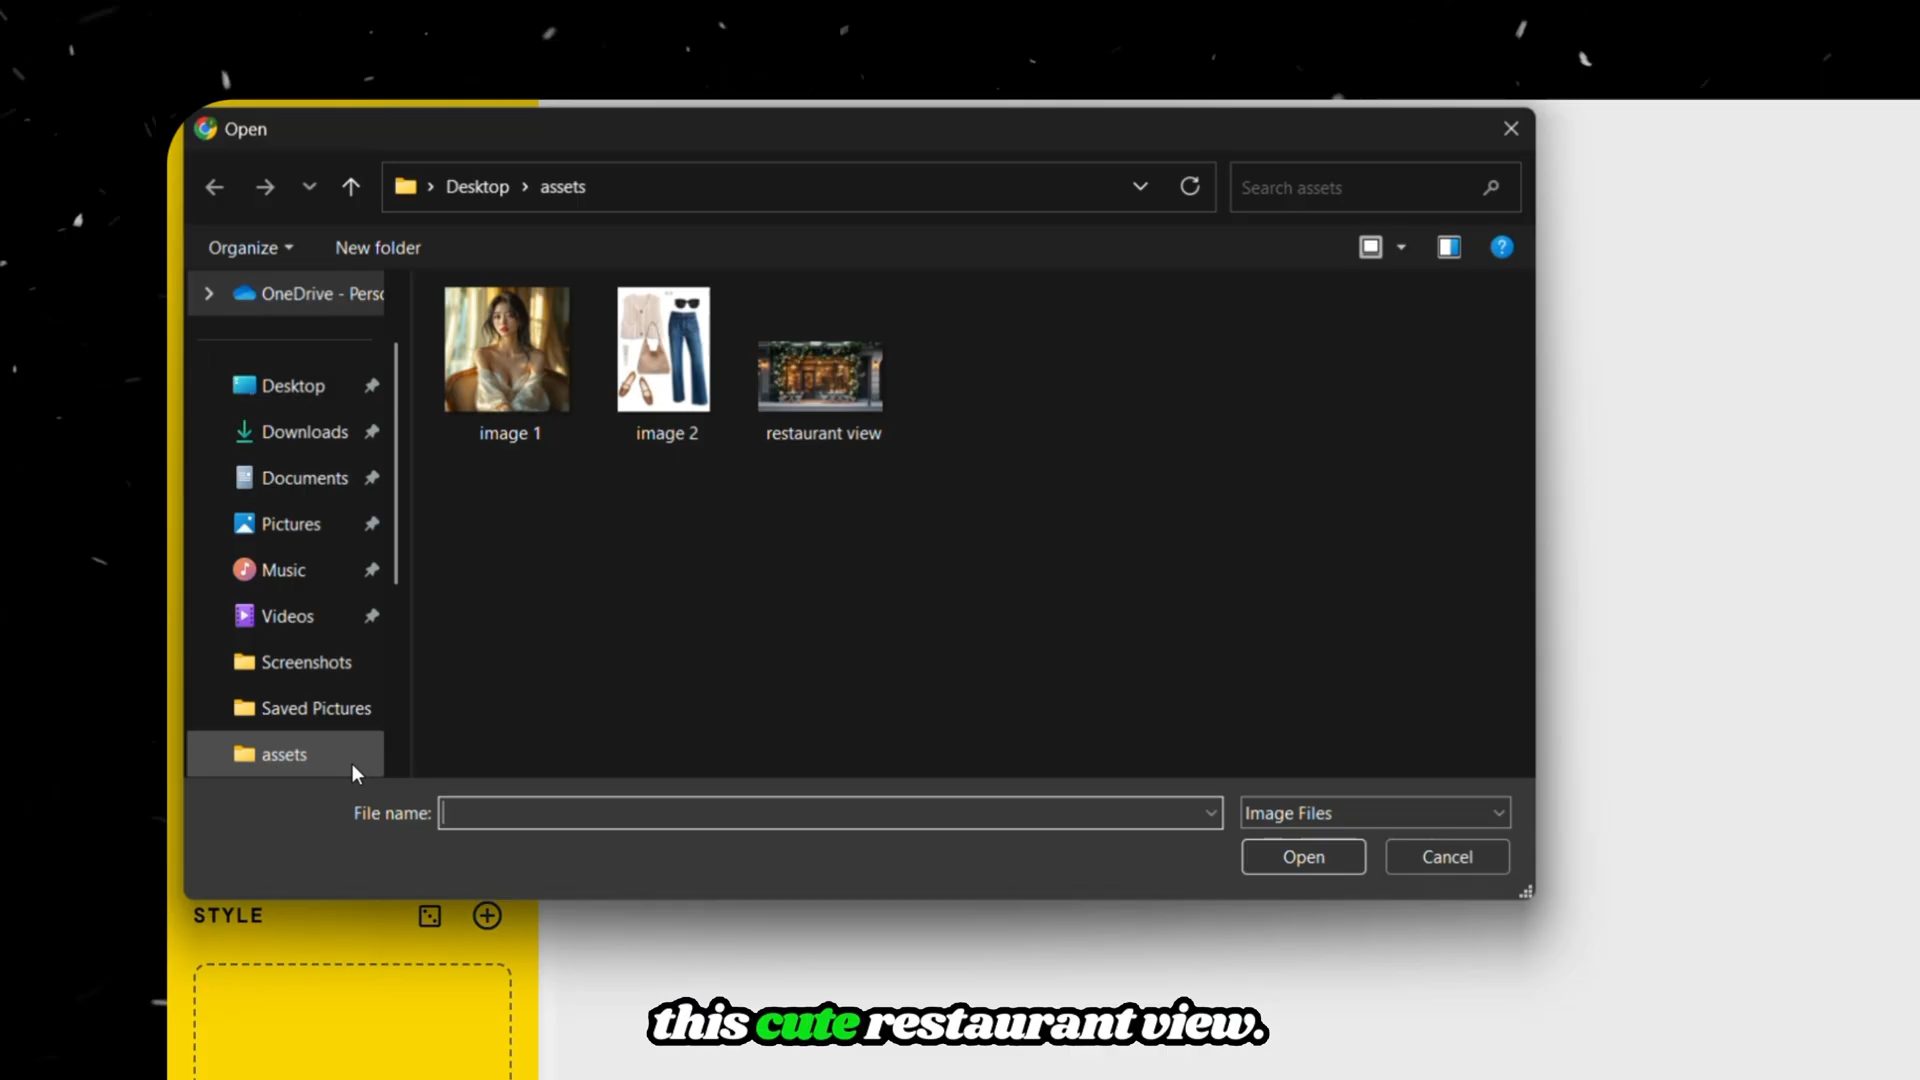 Open
Desktop
assets
Search assets
Organize
New folder
OneDrive - Perso
image 1
image 2
restaurant view
Desktop
Downloads
Documents
Pictures
Music
Videos
Screenshots
Saved Pictures
assets
File name:
Image Files
Open
Cancel
STYLE
this cute restaurant view.